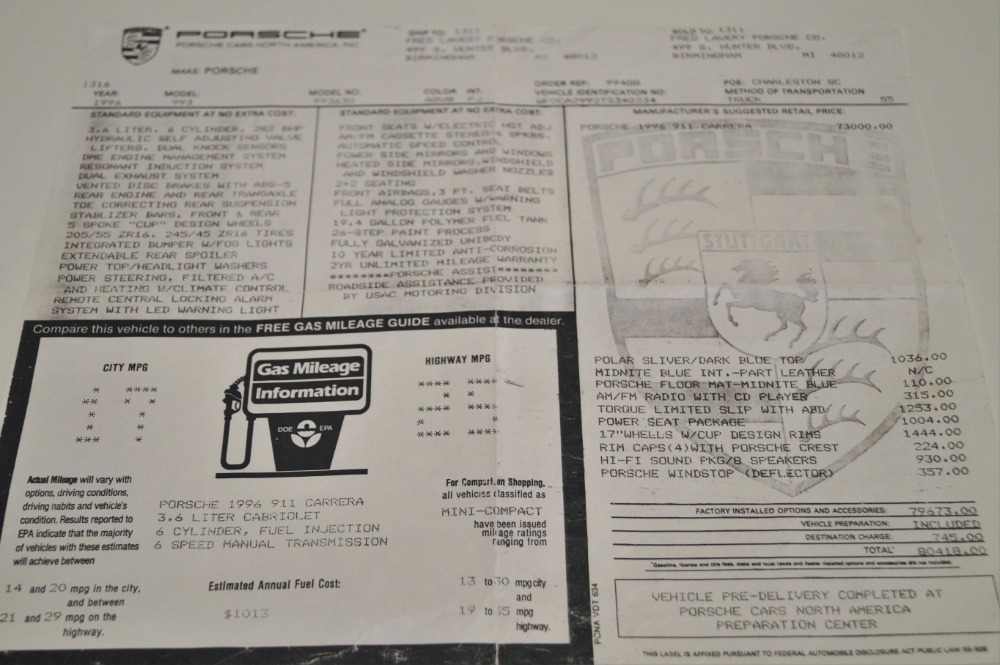 PORSCHE
PORSCHE CARS NORTH AMERICA, INC.
SHIP TO: 1311
FRED LAVERY PORSCHE CO.
499 S. HUNTER BLVD.
BIRMINGHAM MI 48012
SOLD TO: 1311
FRED LAVERY PORSCHE CO.
499 S. HUNTER BLVD.
BIRMINGHAM MI 48012
MAKE: PORSCHE
1316
YEAR: MODEL: MODEL NO: COLOR: INT:
1996 993
ORDER REF:
VEHICLE IDENTIFICATION NO:
POE: CHARLESTON SC
METHOD OF TRANSPORTATION
TRUCK 55
STANDARD EQUIPMENT AT NO EXTRA COST:
3.6 LITER, 6 CYLINDER, 282 BHP
HYDRAULIC SELF ADJUSTING VALVE
LIFTERS, DUAL KNOCK SENSORS
DME ENGINE MANAGEMENT SYSTEM
RESONANT INDUCTION SYSTEM
DUAL EXHAUST SYSTEM
VENTED DISC BRAKES WITH ABS-5
REAR ENGINE AND REAR TRANSAXLE
TOE CORRECTING REAR SUSPENSION
STABLIZER BARS, FRONT & REAR
5 SPOKE "CUP" DESIGN WHEELS
205/55 ZR16, 245/45 ZR16 TIRES
INTEGRATED BUMPER W/FOG LIGHTS
EXTENDABLE REAR SPOILER
POWER TOP/HEADLIGHT WASHERS
POWER STEERING, FILTERED A/C
AND HEATING W/CLIMATE CONTROL
REMOTE CENTRAL LOCKING ALARM
SYSTEM WITH LED WARNING LIGHT
STANDARD EQUIPMENT AT NO EXTRA COST:
FRONT SEATS W/ELECTRIC HGT ADJ
AM/FM CASSETTE STEREO-6 SPKRS.
AUTOMATIC SPEED CONTROL
POWER SIDE MIRRORS AND WINDOWS
HEATED SIDE MIRRORS, WINDSHIELD
AND WINDSHIELD WASHER NOZZLES
2+2 SEATING
FRONT AIRBAGS, 3 PT. SEAT BELTS
FULL ANALOG GAUGES W/WARNING
LIGHT PROTECTION SYSTEM
19.4 GALLON POLYMER FUEL TANK
26-STEP PAINT PROCESS
FULLY GALVANIZED UNIBODY
10 YEAR LIMITED ANTI-CORROSION
2YR UNLIMITED MILEAGE WARRANTY
********PORSCHE ASSIST********
ROADSIDE ASSISTANCE PROVIDED
BY USAC MOTORING DIVISION
MANUFACTURER'S SUGGESTED RETAIL PRICE:
PORSCHE 1996 911 CARRERA 73000.00
PORSCHE
STUTTGART
POLAR SLIVER/DARK BLUE TOP 1036.00
MIDNITE BLUE INT.-PART LEATHER N/C
PORSCHE FLOOR MAT-MIDNITE BLUE 110.00
AM/FM RADIO WITH CD PLAYER 315.00
TORQUE LIMITED SLIP WITH ABD 1253.00
POWER SEAT PACKAGE 1004.00
17"WHELLS W/CUP DESIGN RIMS 1444.00
RIM CAPS(4)WITH PORSCHE CREST 224.00
HI-FI SOUND PKG/8 SPEAKERS 930.00
PORSCHE WINDSTOP (DEFLECTOR) 357.00
FACTORY INSTALLED OPTIONS AND ACCESSORIES: 79673.00
VEHICLE PREPARATION: INCLUDED
DESTINATION CHARGE: 745.00
TOTAL* 80418.00
VEHICLE PRE-DELIVERY COMPLETED AT
PORSCHE CARS NORTH AMERICA
PREPARATION CENTER
THIS LABEL IS AFFIXED PURSUANT TO FEDERAL AUTOMOBILE DISCLOSURE ACT PUBLIC LAW
PCNA VDT 634
Compare this vehicle to others in the FREE GAS MILEAGE GUIDE available at the dealer.
CITY MPG
Gas Mileage
Information
DOE EPA
HIGHWAY MPG
Actual Mileage will vary with
options, driving conditions,
driving habits and vehicle's
condition. Results reported to
EPA indicate that the majority
of vehicles with these estimates
will achieve between
14 and 20 mpg in the city,
and between
21 and 29 mpg on the
highway.
PORSCHE 1996 911 CARRERA
3.6 LITER CABRIOLET
6 CYLINDER, FUEL INJECTION
6 SPEED MANUAL TRANSMISSION
Estimated Annual Fuel Cost:
$1013
For Comparison Shopping,
all vehicles classified as
MINI-COMPACT
have been issued
mileage ratings
ranging from
13 to 30 mpg city
and
19 to 35 mpg
highway.